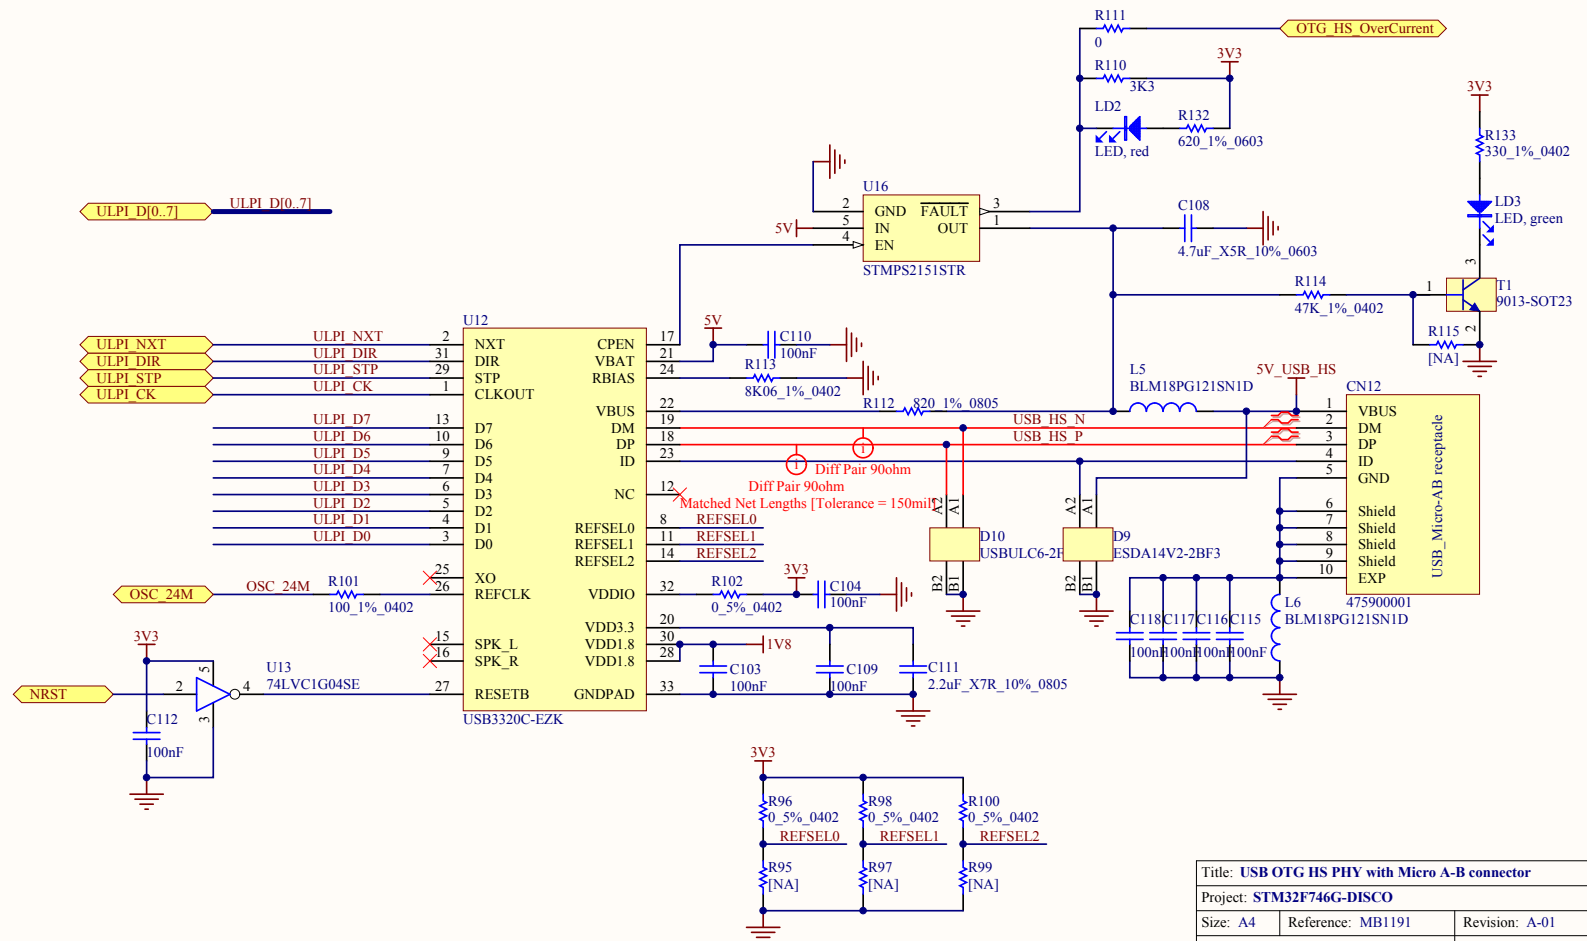 R111
0
OTG_HS_OverCurrent
3V3
R110
3K3
3V3
LD2
R132
LED, red
620_1%_0603
R133
330_1%_0402
U16
ULPI_D[0..7]
ULPI_D[0..7]
2 GND FAULT 3
5V 5 IN OUT 1
4 EN
STMPS2151STR
C108
4.7uF_X5R_10%_0603
LD3
LED, green
3
R114
47K_1%_0402
1
T1
9013-SOT23
2
R115
[NA]
U12
5V
ULPI_NXT ULPI_NXT 2 NXT CPEN 17
ULPI_DIR ULPI_DIR 31 DIR VBAT 21
ULPI_STP ULPI_STP 29 STP RBIAS 24
ULPI_CK ULPI_CK 1 CLKOUT
C110
100nF
R113
8K06_1%_0402
L5
BLM18PG121SN1D
5V_USB_HS
CN12
VBUS 22 R112 820_1%_0805 1 VBUS
ULPI_D7 13 D7 DM 19 USB_HS_N 2 DM
ULPI_D6 10 D6 DP 18 USB_HS_P 3 DP
ULPI_D5 9 D5 ID 23 4 ID
5 GND
1
1
Diff Pair 90ohm
Diff Pair 90ohm
Matched Net Lengths [Tolerance = 150mil]
ULPI_D4 7 D4
ULPI_D3 6 D3 NC 12
ULPI_D2 5 D2
ULPI_D1 4 D1 REFSEL0 8 REFSEL0
ULPI_D0 3 D0 REFSEL1 11 REFSEL1
REFSEL2 14 REFSEL2
A2 A1
D10
USBULC6-2F
B2 B1
A2 A1
D9
ESDA14V2-2BF3
B2 B1
6 Shield
7 Shield
8 Shield
9 Shield
10 EXP
USB_Micro-AB receptacle
475900001
25 XO
OSC_24M OSC_24M R101 26 REFCLK
100_1%_0402
VDDIO 32
R102
0_5%_0402
3V3
C104
100nF
VDD3.3 20
15 SPK_L VDD1.8 30 1V8
16 SPK_R VDD1.8 28
C118 C117 C116 C115
100nF 100nF 100nF 100nF
L6
BLM18PG121SN1D
3V3
5
U13
74LVC1G04SE
NRST 2 4 27 RESETB GNDPAD 33
3
C112
100nF
C103
100nF
C109
100nF
C111
2.2uF_X7R_10%_0805
USB3320C-EZK
3V3
R96
0_5%_0402
R98
0_5%_0402
R100
0_5%_0402
REFSEL0 REFSEL1 REFSEL2
R95
[NA]
R97
[NA]
R99
[NA]
Title: USB OTG HS PHY with Micro A-B connector
Project: STM32F746G-DISCO
Size: A4 Reference: MB1191 Revision: A-01